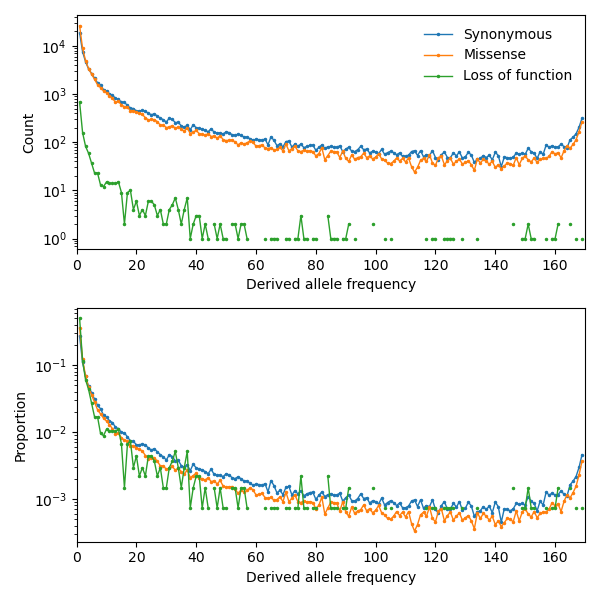 10⁴
10³
10²
10¹
10⁰
Count
Synonymous
Missense
Loss of function
0 20 40 60 80 100 120 140 160
Derived allele frequency
10⁻¹
10⁻²
10⁻³
Proportion
0 20 40 60 80 100 120 140 160
Derived allele frequency